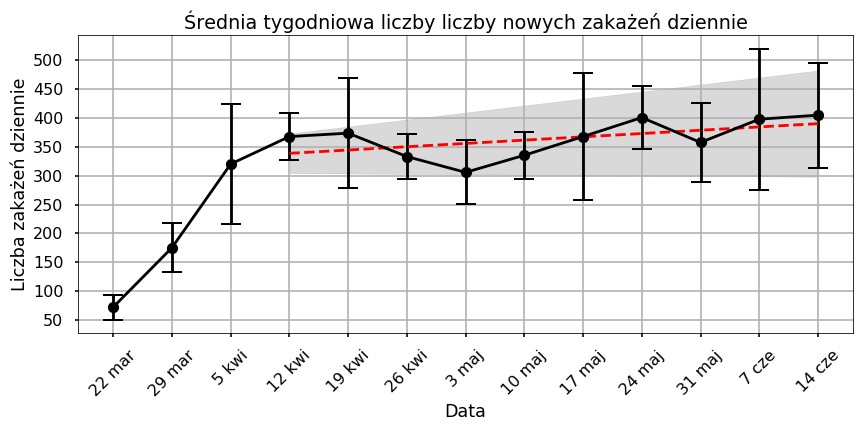 Średnia tygodniowa liczby liczby nowych zakażeń dziennie
Liczba zakażeń dziennie
500
450
400
350
300
250
200
150
100
50
22 mar
29 mar
5 kwi
12 kwi
19 kwi
26 kwi
3 maj
10 maj
17 maj
24 maj
31 maj
7 cze
14 cze
Data